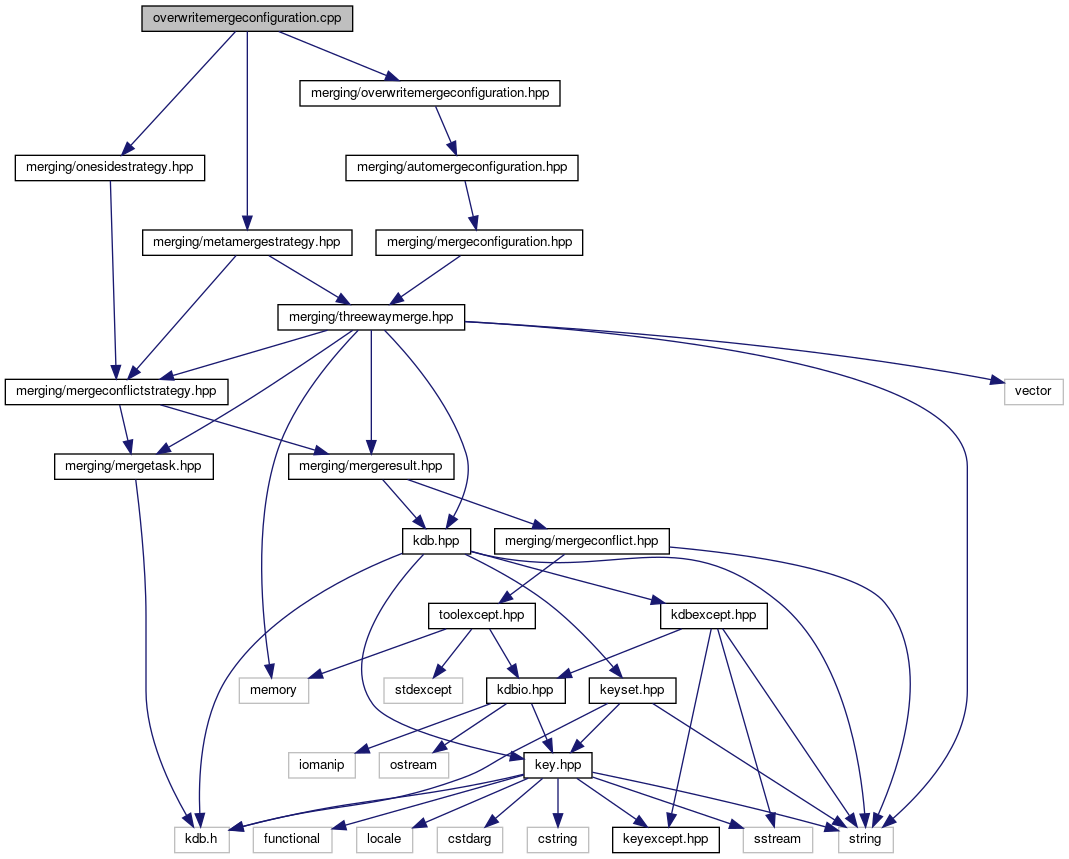 overwritemergeconfiguration.cpp
merging/overwritemergeconfiguration.hpp
merging/onesidestrategy.hpp
merging/automergeconfiguration.hpp
merging/metamergestrategy.hpp
merging/mergeconfiguration.hpp
merging/threewaymerge.hpp
merging/mergeconflictstrategy.hpp
vector
merging/mergetask.hpp
merging/mergeresult.hpp
kdb.hpp
merging/mergeconflict.hpp
toolexcept.hpp
kdbexcept.hpp
memory
stdexcept
kdbio.hpp
keyset.hpp
iomanip
ostream
key.hpp
kdb.h
functional
locale
cstdarg
cstring
keyexcept.hpp
sstream
string